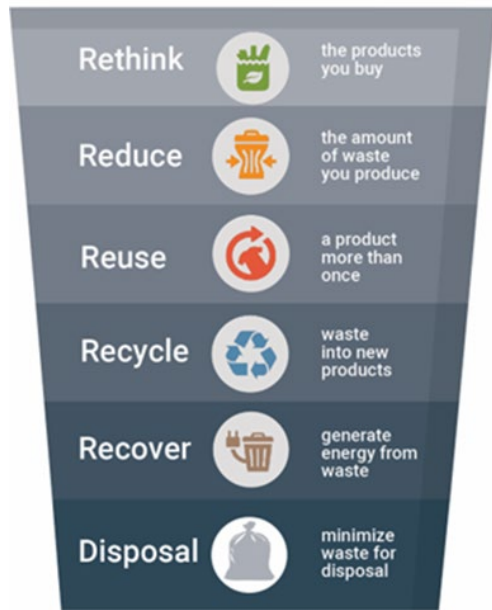 Rethink
the products
you buy
Reduce
the amount
of waste
you produce
Reuse
a product
more than
once
Recycle
waste
into new
products
Recover
generate
energy from
waste
Disposal
minimize
waste for
disposal